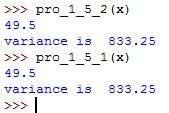 >>> pro_1_5_2(x)
49.5
variance is  833.25
>>> pro_1_5_1(x)
49.5
variance is  833.25
>>>